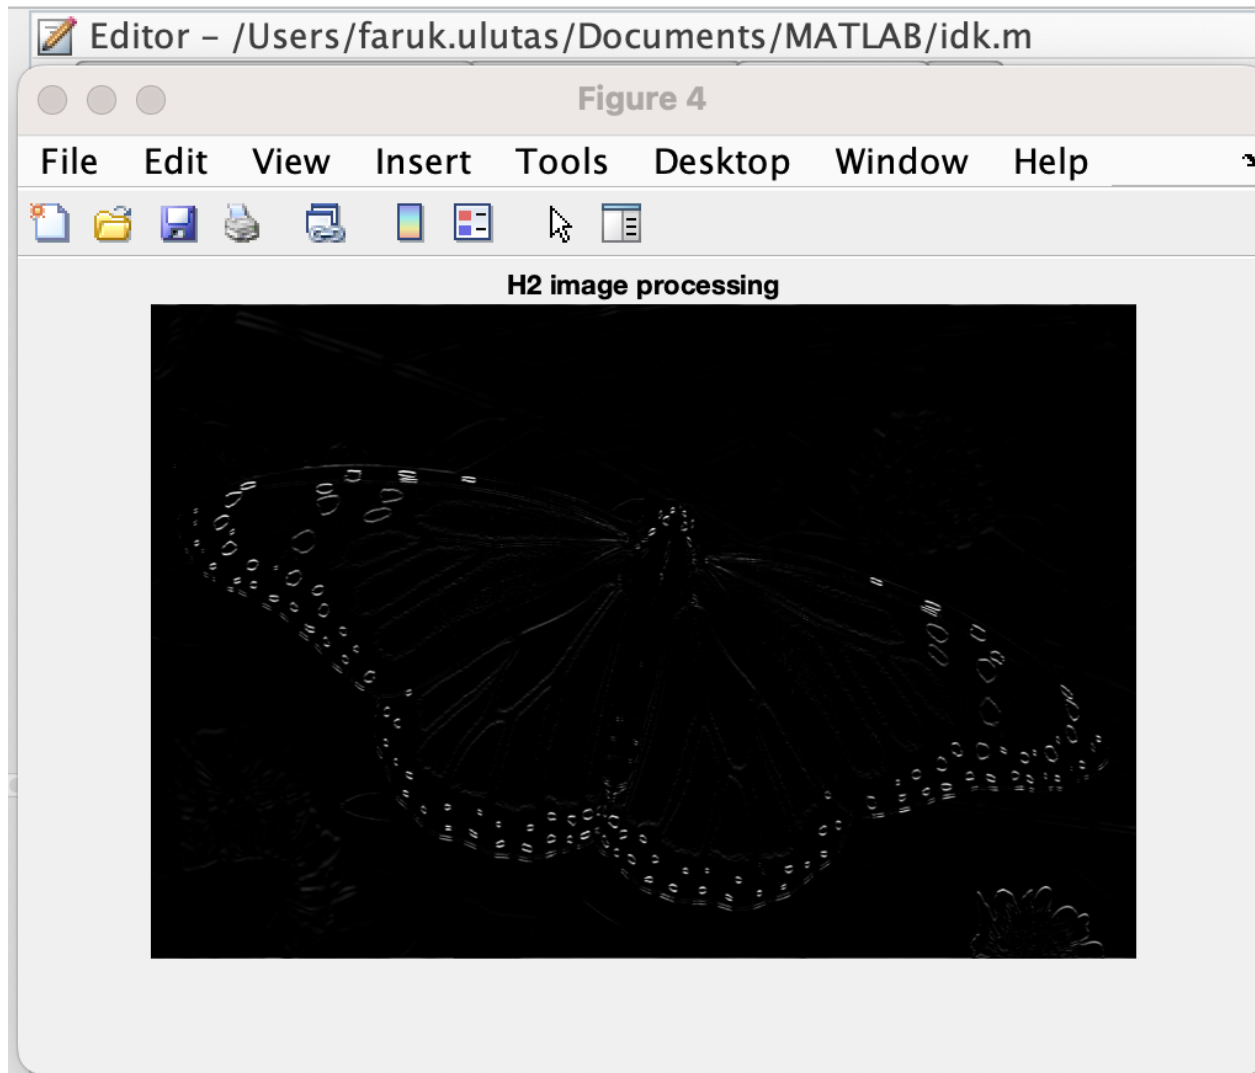 Editor – /Users/faruk.ulutas/Documents/MATLAB/idk.m
Figure 4
File Edit View Insert Tools Desktop Window Help
H2 image processing